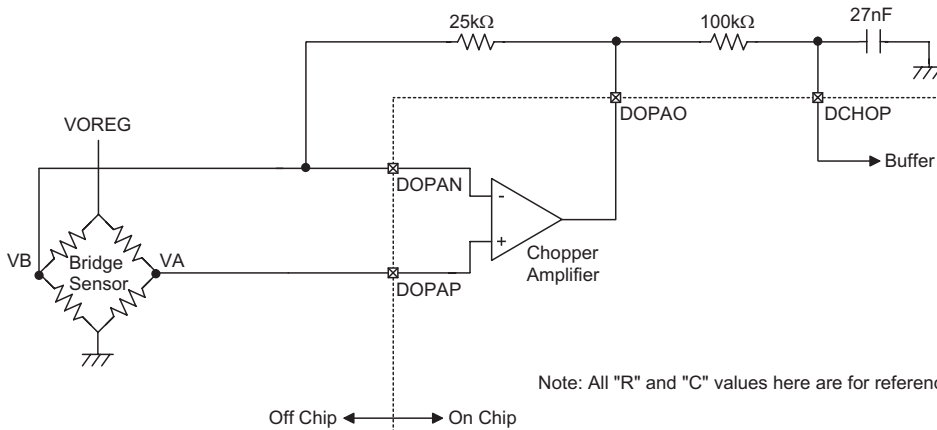 25kΩ
100kΩ
27nF
DOPAO
DCHOP
VOREG
Buffer
DOPAN
-
VB
Bridge
Sensor
VA
+
Chopper
Amplifier
DOPAP
Note: All "R" and "C" values here are for referenc
Off Chip
On Chip